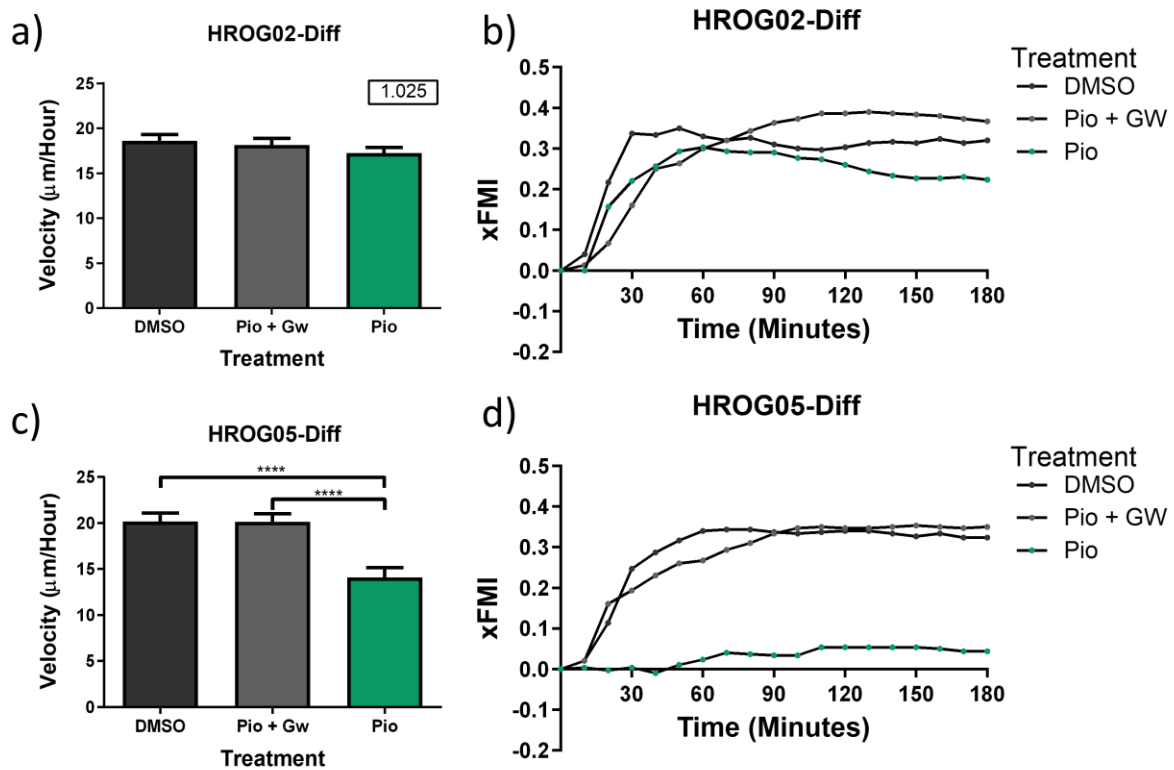 a)
HROG02-Diff
1.025
Velocity (μm/Hour)
25
20
15
10
5
0
DMSO
Pio + Gw
Pio
Treatment
b)
HROG02-Diff
xFMI
0.5
0.4
0.3
0.2
0.1
0.0
-0.1
-0.2
30
60
90
120
150
180
Time (Minutes)
Treatment
DMSO
Pio + GW
Pio
c)
HROG05-Diff
****
****
Velocity (μm/Hour)
25
20
15
10
5
0
DMSO
Pio + Gw
Pio
Treatment
d)
HROG05-Diff
xFMI
0.5
0.4
0.3
0.2
0.1
0.0
-0.1
-0.2
30
60
90
120
150
180
Time (Minutes)
Treatment
DMSO
Pio + GW
Pio